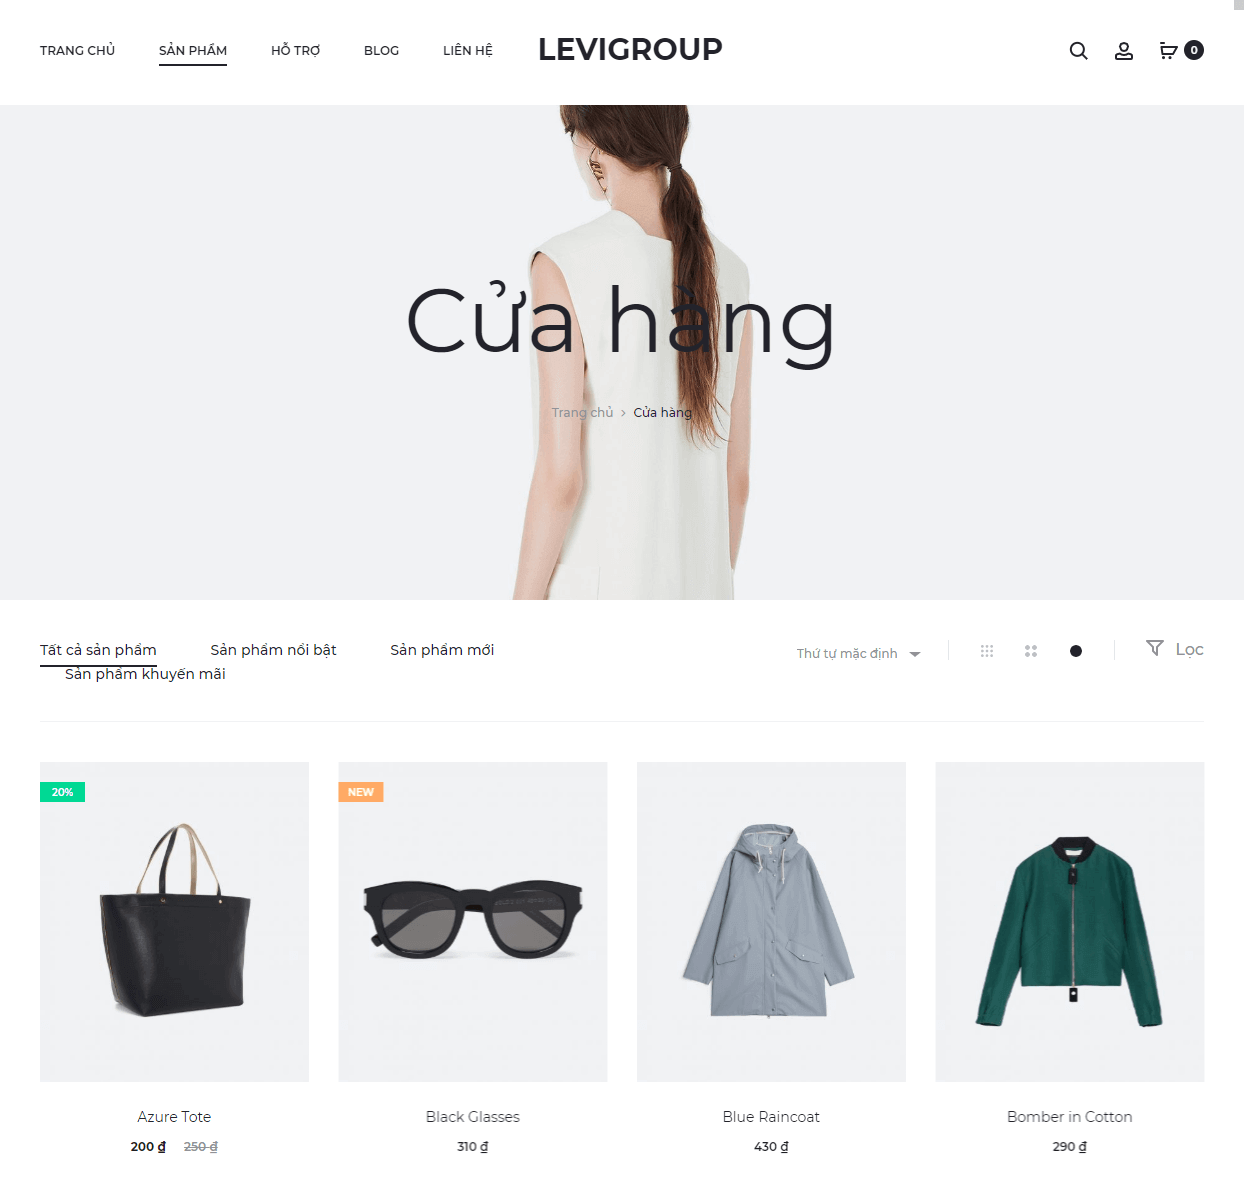 TRANG CHỦ SẢN PHẨM HỖ TRỢ BLOG LIÊN HỆ LEVIGROUP 0
Cửa hàng
Trang chủ › Cửa hàng
Tất cả sản phẩm Sản phẩm nổi bật Sản phẩm mới
Sản phẩm khuyến mãi
Thứ tự mặc định Lọc
20% NEW
Azure Tote Black Glasses Blue Raincoat Bomber in Cotton
200 ₫ 250 ₫ 310 ₫ 430 ₫ 290 ₫